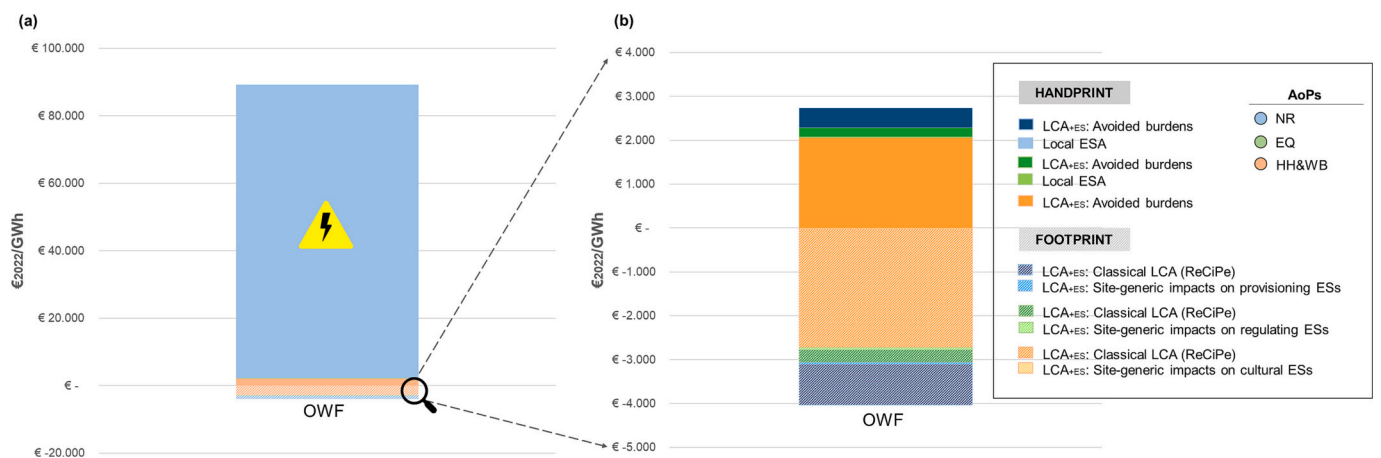 (a)
€ 100.000
€ 80.000
€ 60.000
€ 40.000
€ 20.000
€ -
€ -20.000
€2022/GWh
OWF
(b)
€ 4.000
€ 3.000
€ 2.000
€ 1.000
€ -
€ -1.000
€ -2.000
€ -3.000
€ -4.000
€ -5.000
€2022/GWh
OWF
HANDPRINT
LCA+ES: Avoided burdens
Local ESA
LCA+ES: Avoided burdens
Local ESA
LCA+ES: Avoided burdens
AoPs
NR
EQ
HH&WB
FOOTPRINT
LCA+ES: Classical LCA (ReCiPe)
LCA+ES: Site-generic impacts on provisioning ESs
LCA+ES: Classical LCA (ReCiPe)
LCA+ES: Site-generic impacts on regulating ESs
LCA+ES: Classical LCA (ReCiPe)
LCA+ES: Site-generic impacts on cultural ESs